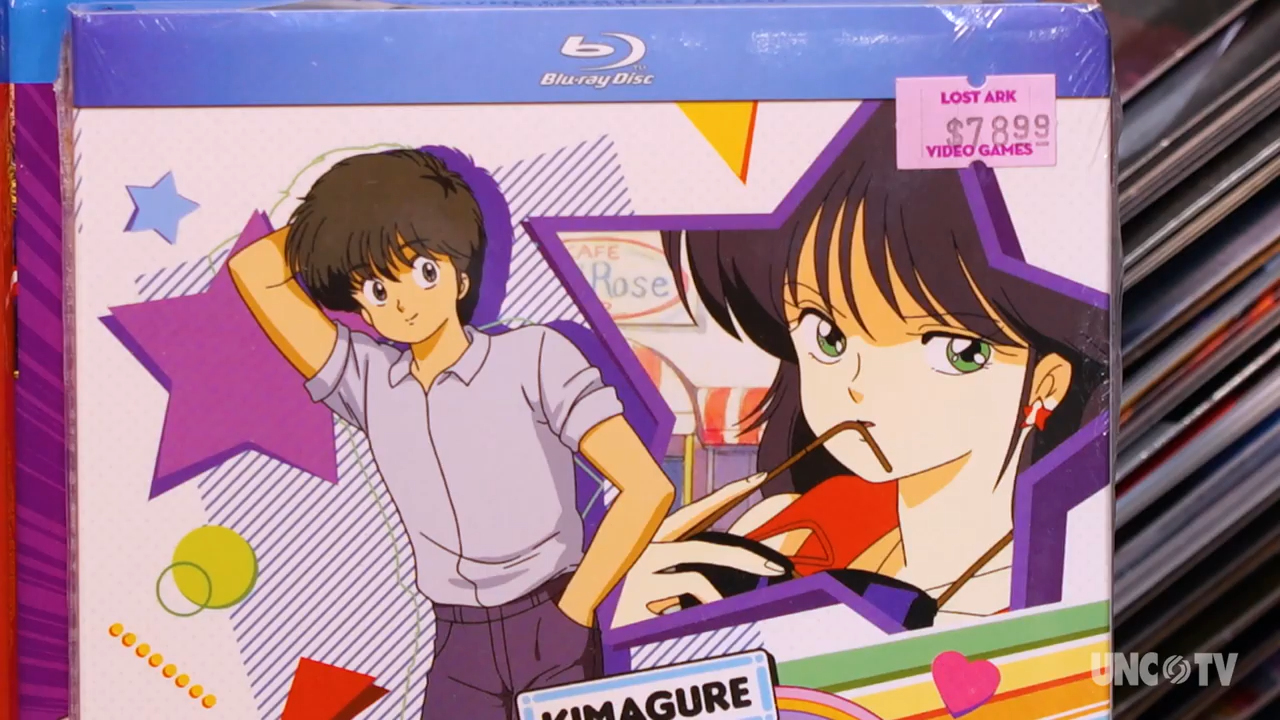 Blu-ray Disc
LOST ARK
$78.99
VIDEO GAMES
CAFE
Rose
KIMAGURE
UNC TV